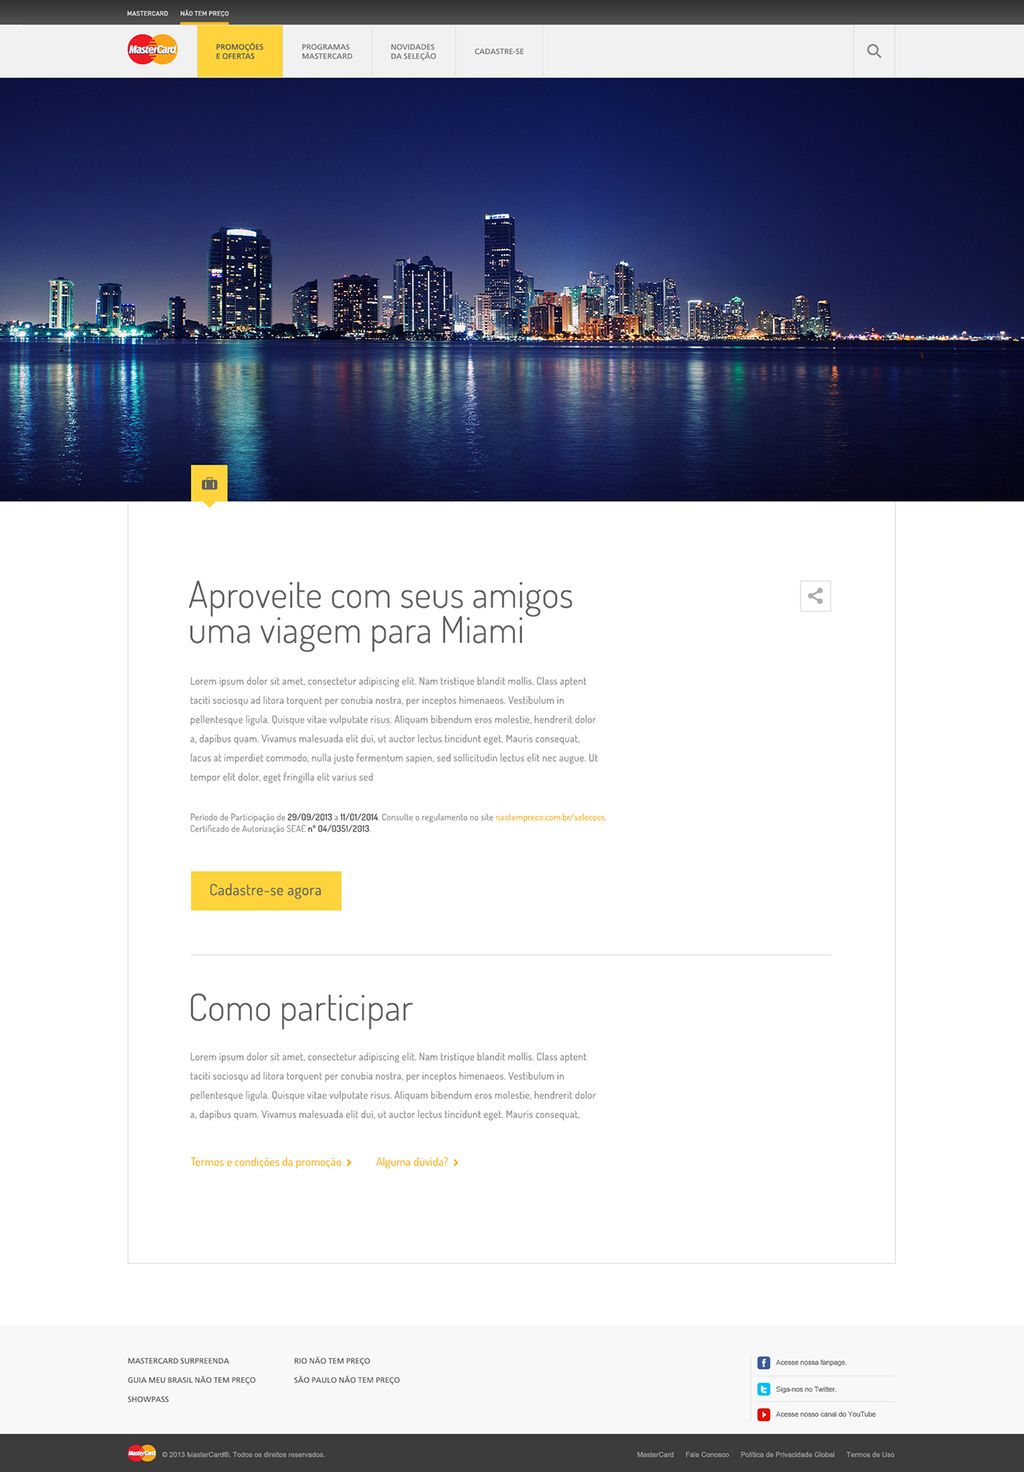 MASTERCARD
NÃO TEM PREÇO
MasterCard
PROMOÇÕES
E OFERTAS
PROGRAMAS
MASTERCARD
NOVIDADES
DA SELEÇÃO
CADASTRE-SE
Aproveite com seus amigos
uma viagem para Miami
Lorem ipsum dolor sit amet, consectetur adipiscing elit. Nam tristique blandit mollis. Class aptent
taciti sociosqu ad litora torquent per conubia nostra, per inceptos himenaeos. Vestibulum in
pellentesque ligula. Quisque vitae vulputate risus. Aliquam bibendum eros molestie, hendrerit dolor
a, dapibus quam. Vivamus malesuada elit dui, ut auctor lectus tincidunt eget. Mauris consequat,
lacus at imperdiet commodo, nulla justo fermentum sapien, sed sollicitudin lectus elit nec augue. Ut
tempor elit dolor, eget fringilla elit varius sed
Período de Participação de 29/09/2013 a 11/01/2014. Consulte o regulamento no site naotempreco.com.br/selecoes.
Certificado de Autorização SEAE nº 04/0351/2013.
Cadastre-se agora
Como participar
Lorem ipsum dolor sit amet, consectetur adipiscing elit. Nam tristique blandit mollis. Class aptent
taciti sociosqu ad litora torquent per conubia nostra, per inceptos himenaeos. Vestibulum in
pellentesque ligula. Quisque vitae vulputate risus. Aliquam bibendum eros molestie, hendrerit dolor
a, dapibus quam. Vivamus malesuada elit dui, ut auctor lectus tincidunt eget. Mauris consequat,
Termos e condições da promoção
Alguma dúvida?
MASTERCARD SURPREENDA
GUIA MEU BRASIL NÃO TEM PREÇO
SHOWPASS
RIO NÃO TEM PREÇO
SÃO PAULO NÃO TEM PREÇO
Acesse nossa fanpage.
Siga-nos no Twitter.
Acesse nosso canal do YouTube
MasterCard
© 2013 MasterCard®. Todos os direitos reservados.
MasterCard
Fale Conosco
Política de Privacidade Global
Termos de Uso